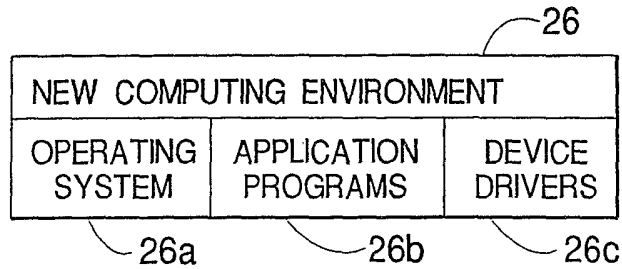 26
NEW COMPUTING ENVIRONMENT
OPERATING SYSTEM
APPLICATION PROGRAMS
DEVICE DRIVERS
26a
26b
26c